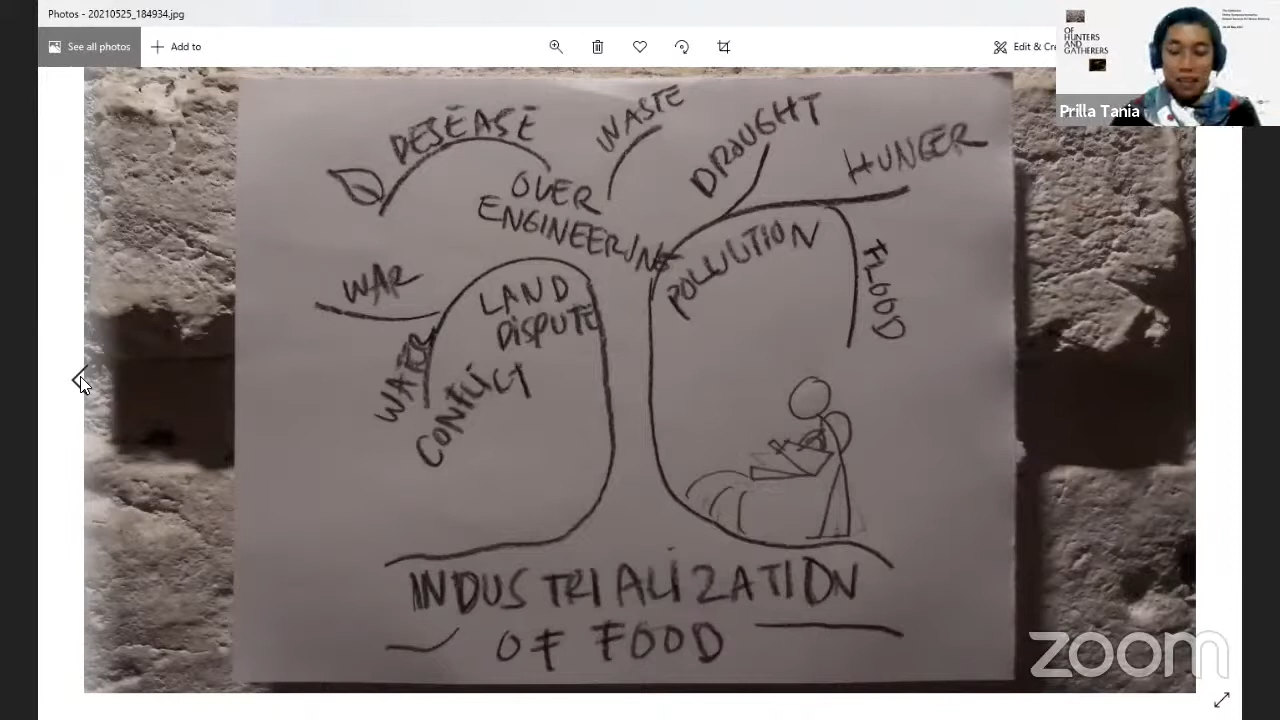 Photos - 20210525_184934.jpg
See all photos
Add to
Edit & Cre
OF
HUNTERS
AND
GATHERERS
Prilla Tania
DESEASE
WASTE
DROUGHT
HUNGER
OVER
ENGINEERING
POLLUTION
FLOOD
WAR
LAND
DISPUTE
WATER
CONFLICT
INDUSTRIALIZATION
OF FOOD
zoom